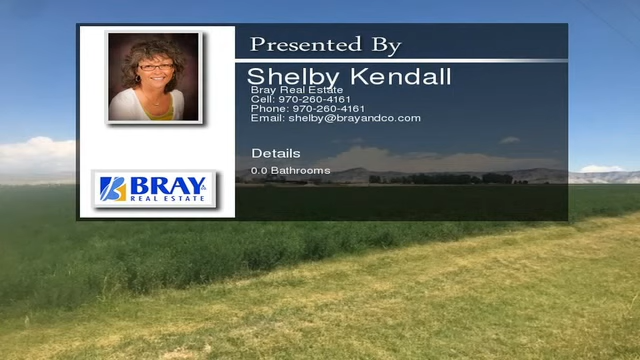 Presented By
Shelby Kendall
Bray Real Estate
Cell: 970-260-4161
Phone: 970-260-4161
Email: shelby@brayandco.com
Details
0.0 Bathrooms
BRAY
REAL ESTATE